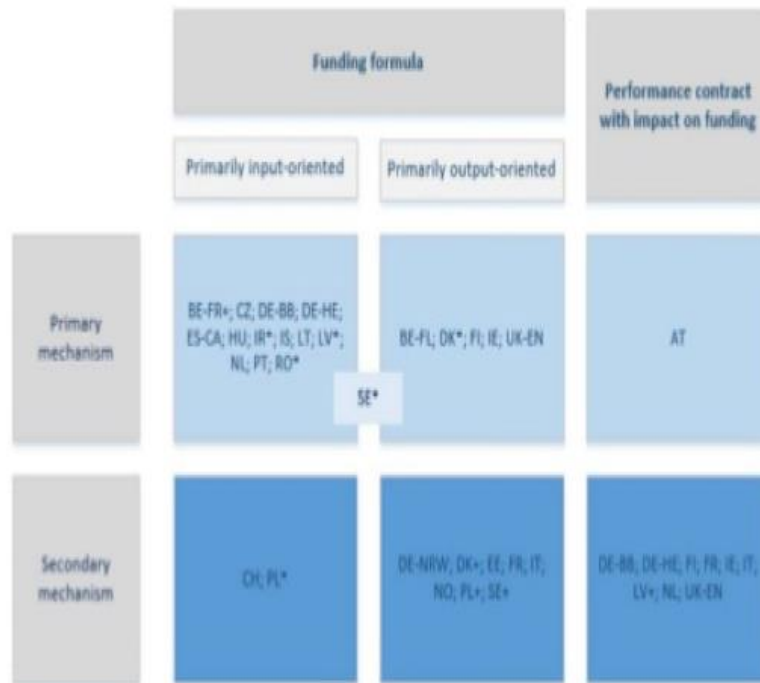 Funding formula
Performance contract
with impact on funding
Primarily input-oriented
Primarily output-oriented
Primary
mechanism
BE-FR+; CZ; DE-BB; DE-HE;
ES-CA; HU; IR*; IS; LT; LV*;
NL; PT; RO*
BE-FL; DK*; FI; IE; UK-EN
AT
SE*
Secondary
mechanism
CH; PL*
DE-NRW; DK+; EE; FR; IT;
NO; PL+; SE+
DE-BB; DE-HE; FI; FR; IE; IT;
LV+; NL; UK-EN